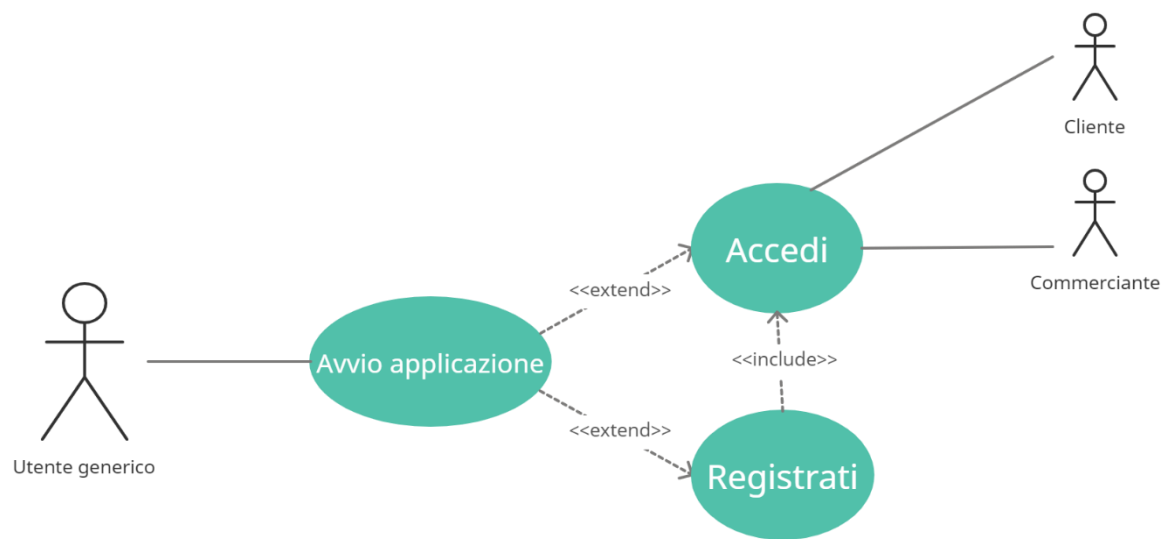 Cliente
Accedi
Commerciante
<<extend>>
Avvio applicazione
<<include>>
<<extend>>
Utente generico
Registrati